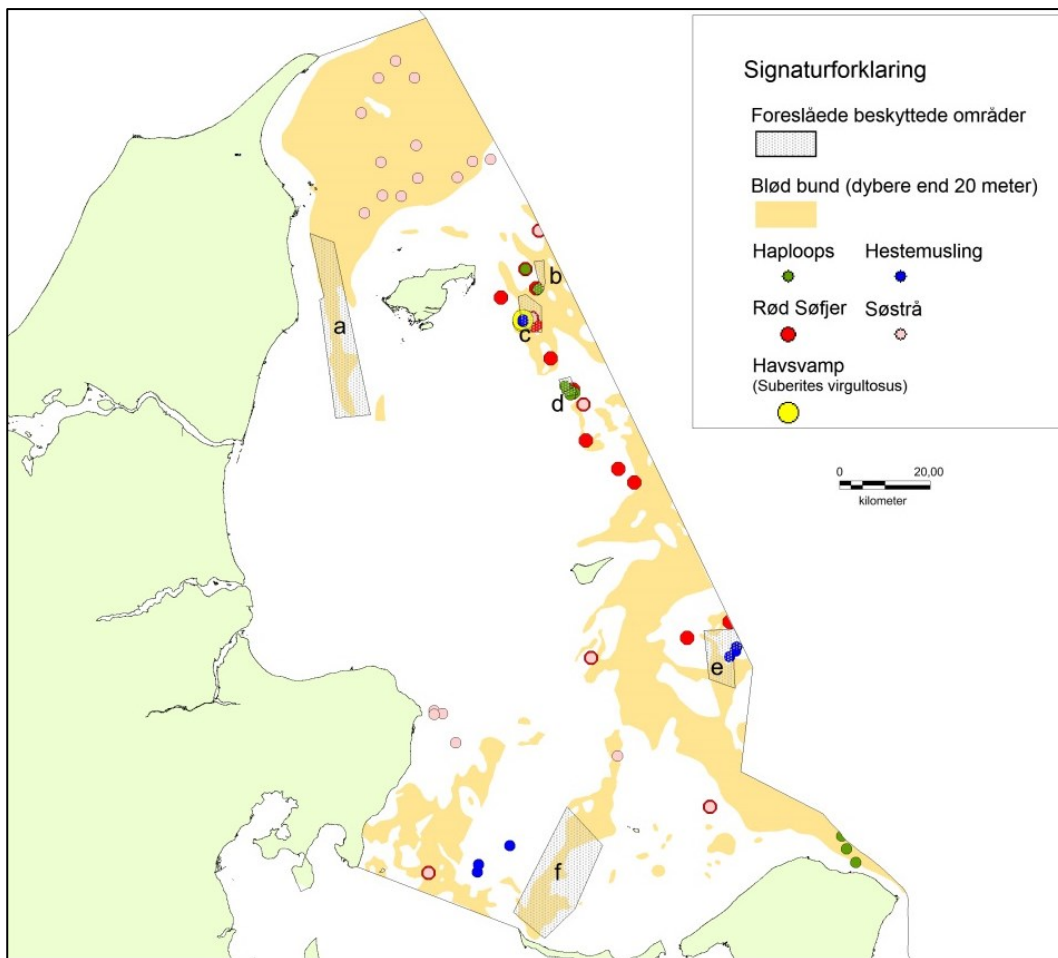 Signaturforklaring
Foreslåede beskyttede områder
Blød bund (dybere end 20 meter)
Haploops Hestemusling
Rød Søfjer Søstrå
Havsvamp
(Suberites virgultosus)
0 20,00
kilometer
a
b
c
d
e
f